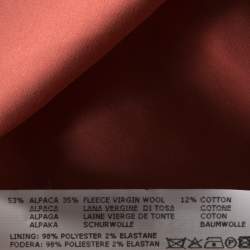 53% ALPACA 35% FLEECE VIRGIN WOOL 12% COTTON
ALPACA LANA VERGINE DI TOSA COTONE
ALPAGA LAINE VIERGE DE TONTE COTON
ALPAKA SCHURWOLLE BAUMWOLLE
LINING: 98% POLYESTER 2% ELASTANE
FODERA: 98% POLIESTERE 2% ELASTANE